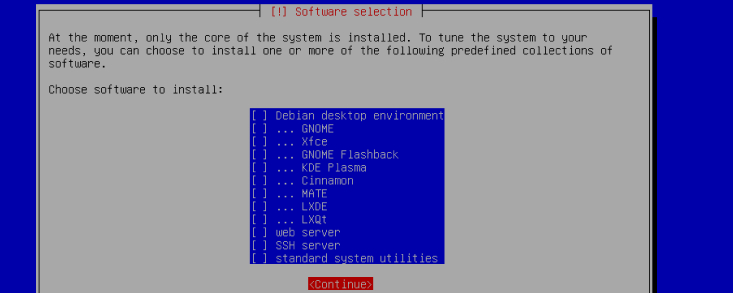 [!] Software selection
At the moment, only the core of the system is installed. To tune the system to your
needs, you can choose to install one or more of the following predefined collections of
software.
Choose software to install:
[ ] Debian desktop environment
[ ] ... GNOME
[ ] ... Xfce
[ ] ... GNOME Flashback
[ ] ... KDE Plasma
[ ] ... Cinnamon
[ ] ... MATE
[ ] ... LXDE
[ ] ... LXQt
[ ] web server
[ ] SSH server
[ ] standard system utilities
<Continue>